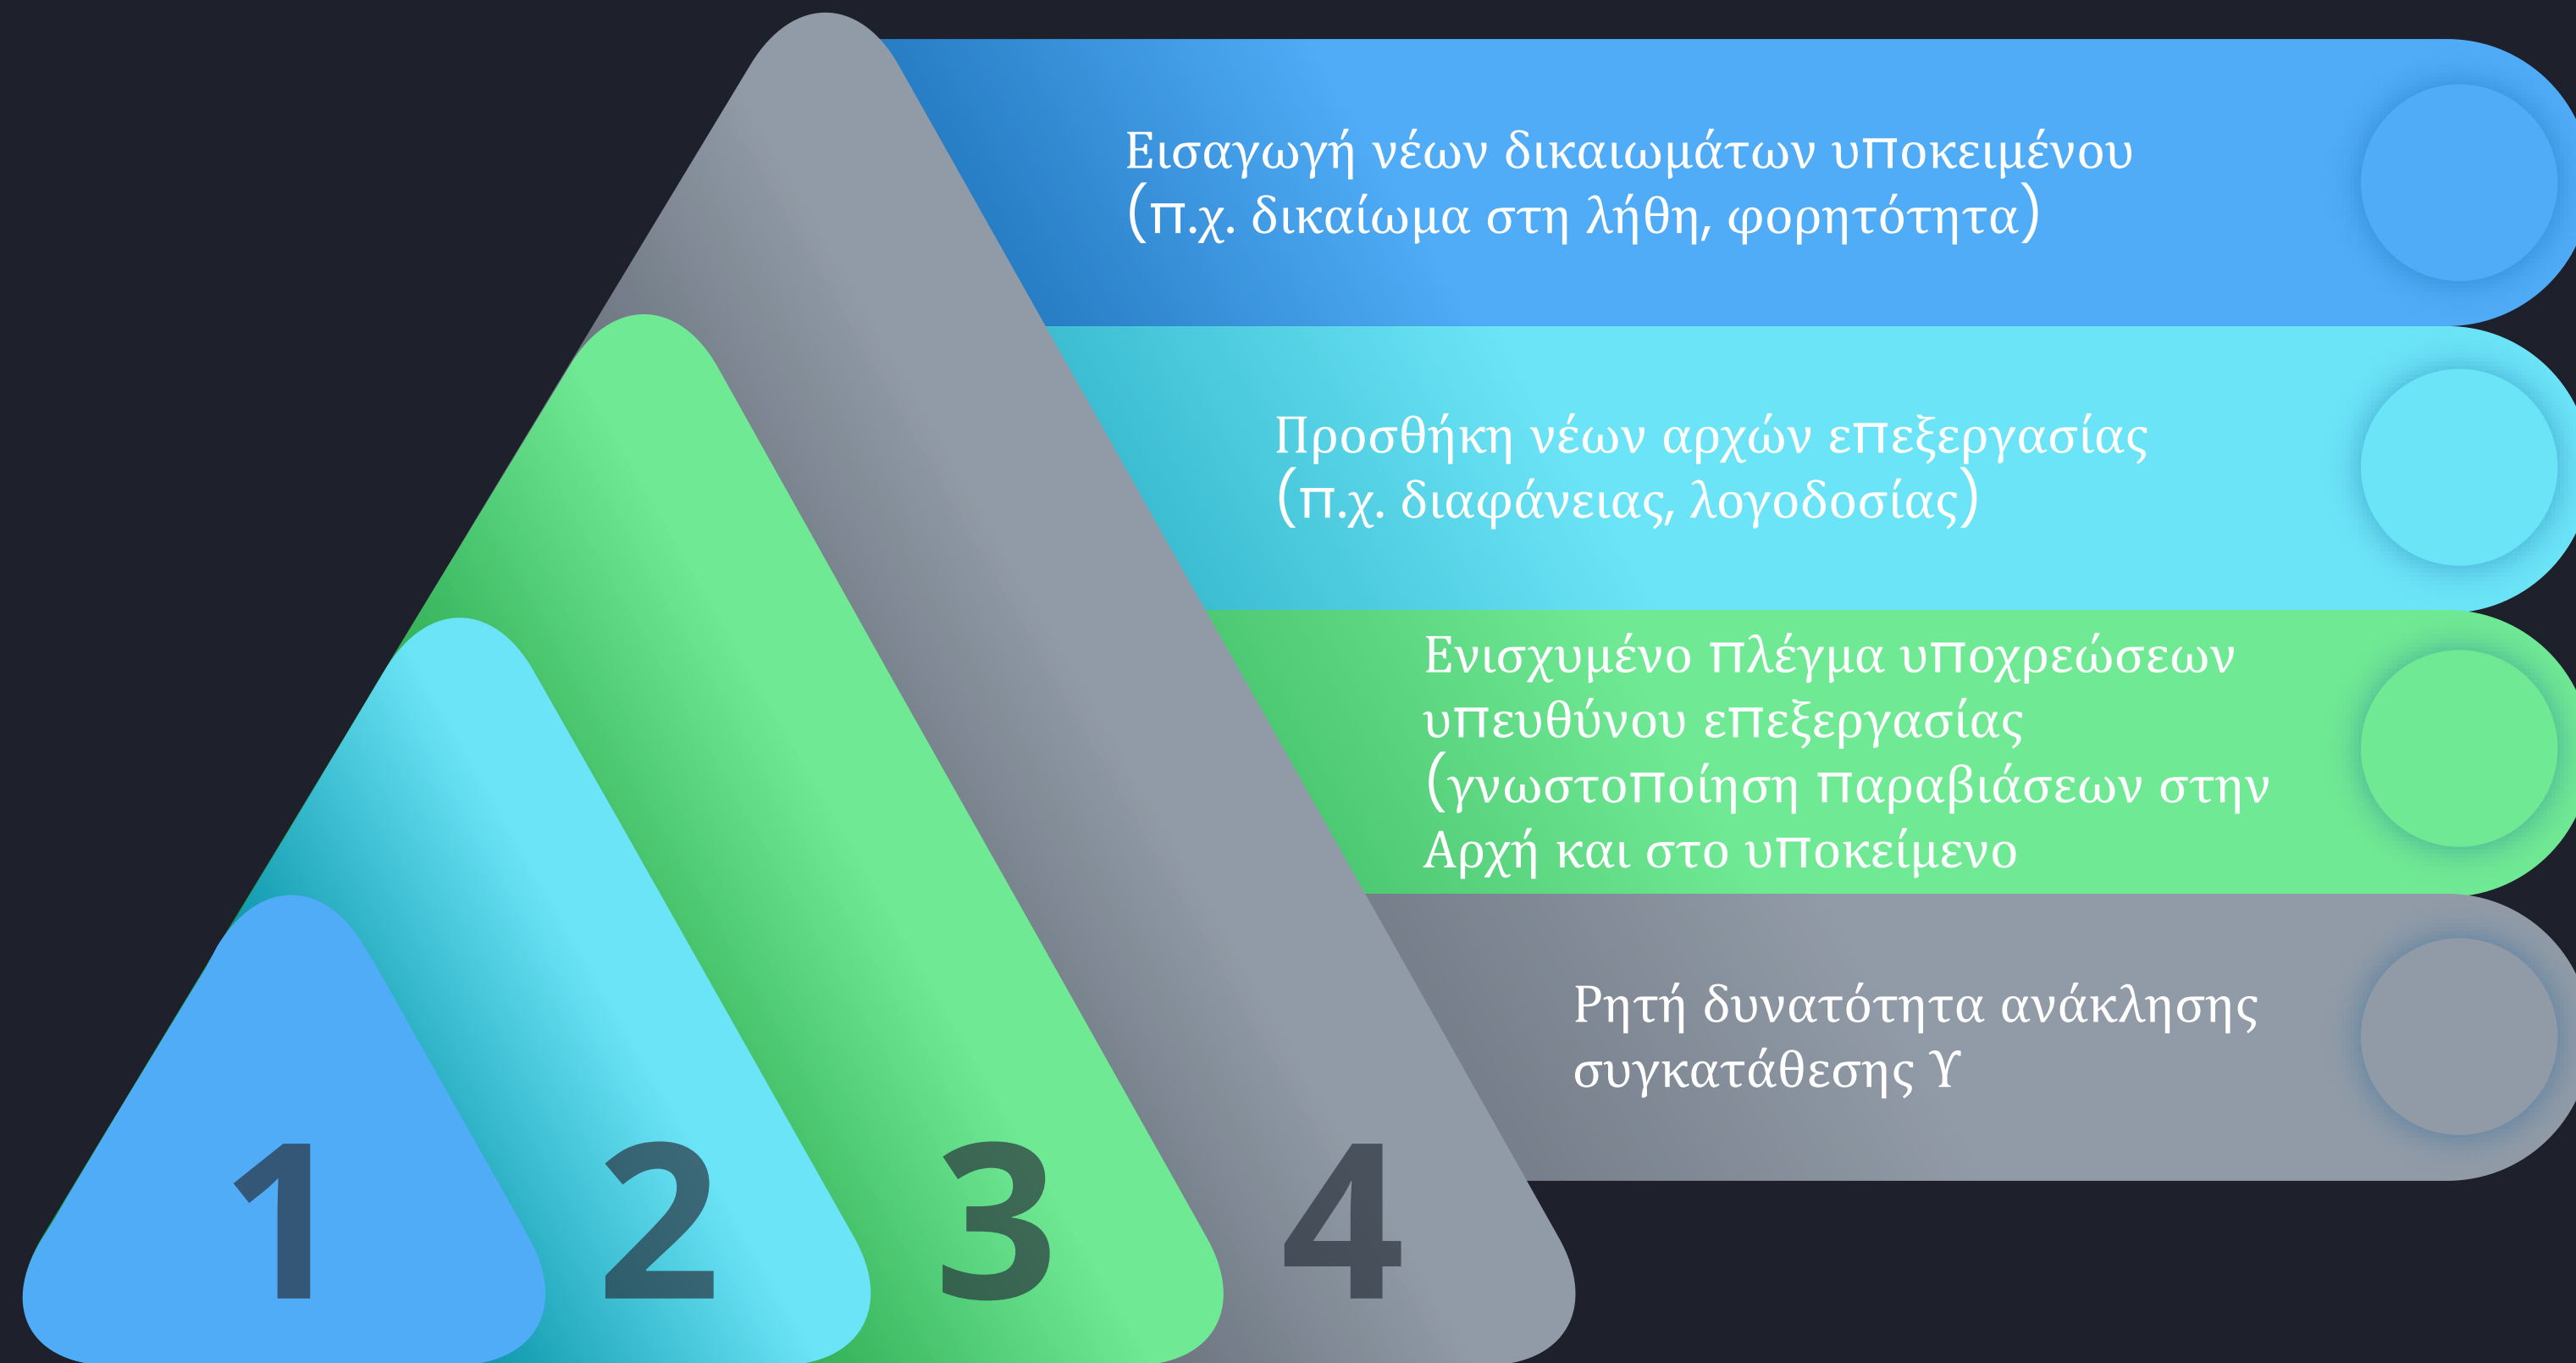 Εισαγωγή νέων δικαιωμάτων υποκειμένου
(π.χ. δικαίωμα στη λήθη, φορητότητα)
Προσθήκη νέων αρχών επεξεργασίας
(π.χ. διαφάνειας, λογοδοσίας)
Ενισχυμένο πλέγμα υποχρεώσεων
υπευθύνου επεξεργασίας
(γνωστοποίηση παραβιάσεων στην
Αρχή και στο υποκείμενο
Ρητή δυνατότητα ανάκλησης
συγκατάθεσης ϒ
1 2 3 4